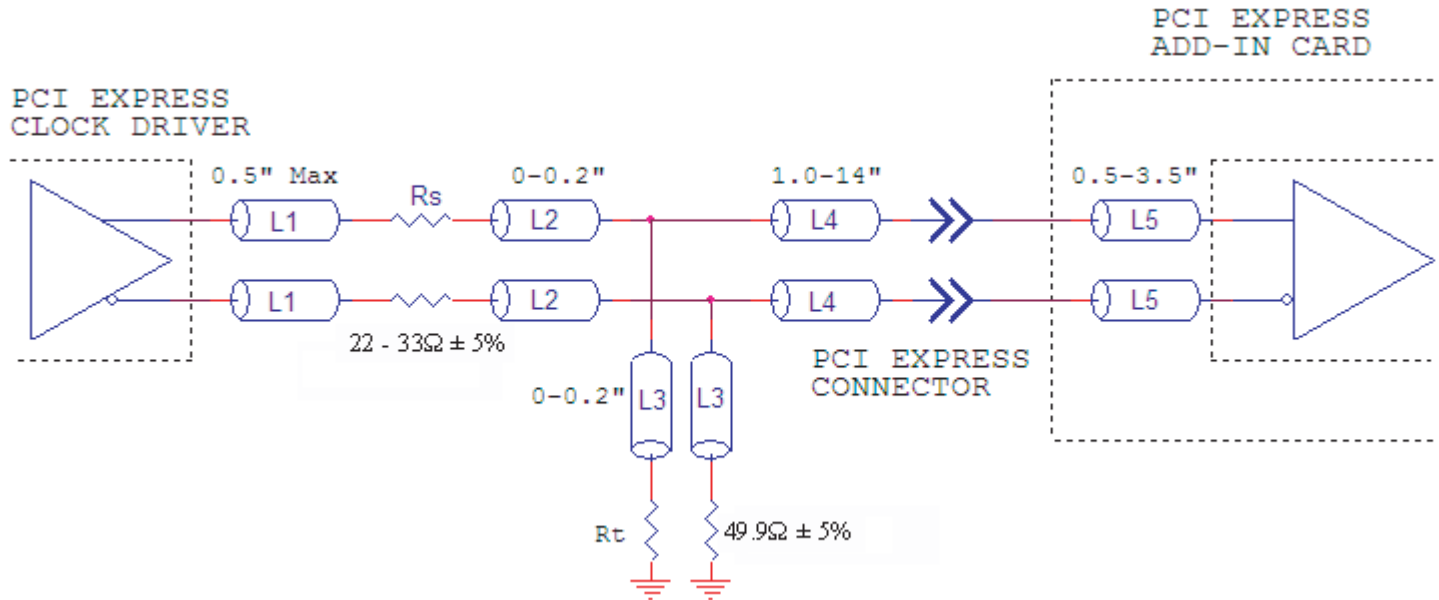 PCI EXPRESS
ADD-IN CARD
PCI EXPRESS
CLOCK DRIVER
0.5" Max
Rs
0-0.2"
1.0-14"
0.5-3.5"
L1
L2
L4
L5
L1
L2
L4
L5
22 - 33Ω ± 5%
PCI EXPRESS
CONNECTOR
0-0.2"
L3
L3
Rt
49.9Ω ± 5%